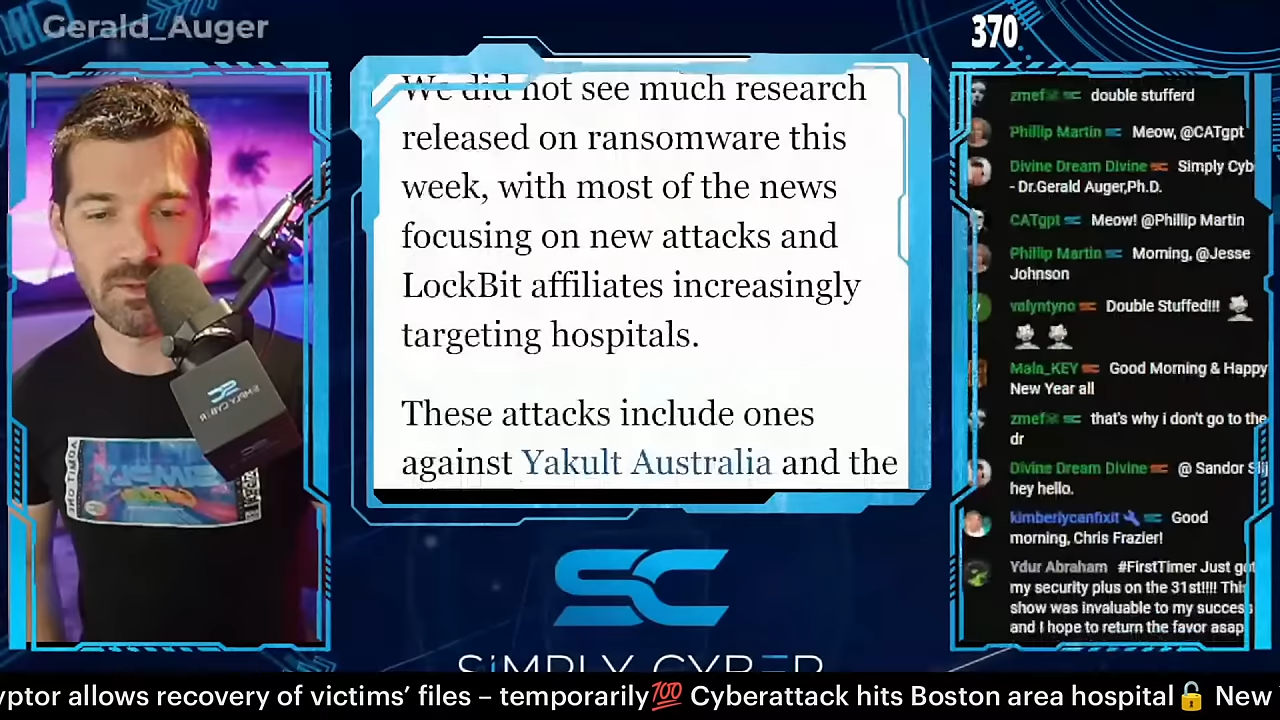 Gerald_Auger
370
We did not see much research
released on ransomware this
week, with most of the news
focusing on new attacks and
LockBit affiliates increasingly
targeting hospitals.
These attacks include ones
against Yakult Australia and the
zmef double stufferd
Phillip Martin Meow, @CATgpt
Divine Dream Divine Simply Cyb
- Dr.Gerald Auger,Ph.D.
CATgpt Meow! @Phillip Martin
Phillip Martin Morning, @Jesse
Johnson
valyntyno Double Stuffed!!!
Mala_KEY Good Morning & Happy
New Year all
zmef that's why i don't go to the
dr
Divine Dream Divine @ Sandor Slij
hey hello.
kimberlycanfixit Good
morning, Chris Frazier!
Ydur Abraham #FirstTimer Just got
my security plus on the 31st!!!! This
show was invaluable to my success
and I hope to return the favor asap
SC
SIMPLY CYBER
yptor allows recovery of victims’ files – temporarily💯 Cyberattack hits Boston area hospital🔓 New